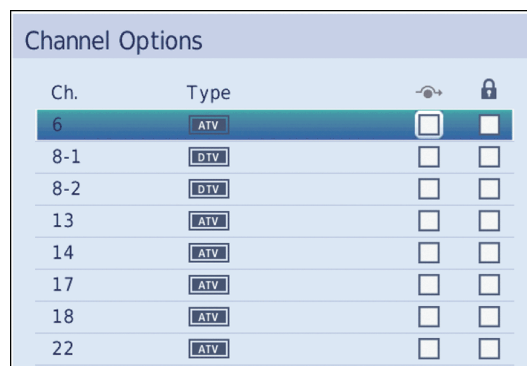 Channel Options
Ch. Type
6 ATV
8-1 DTV
8-2 DTV
13 ATV
14 ATV
17 ATV
18 ATV
22 ATV